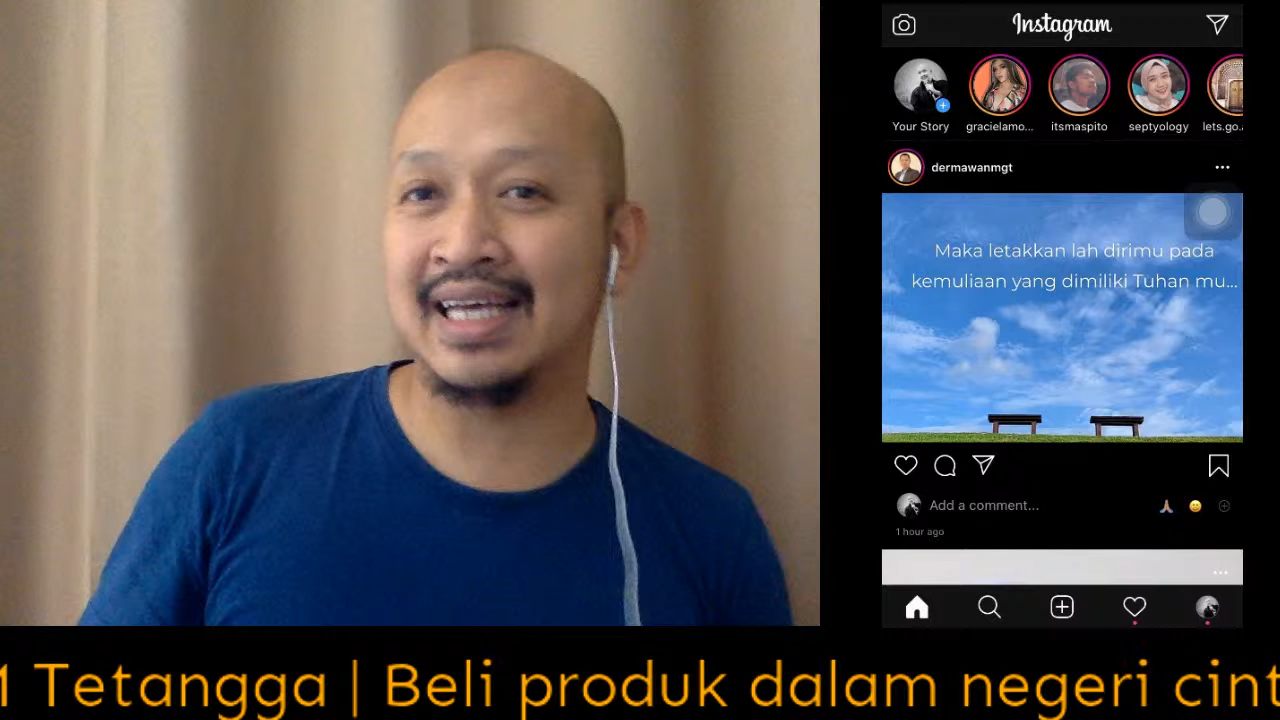 Instagram
Your Story
gracielamo...
itsmaspito
septyology
lets.go.
dermawanmgt
Maka letakkan lah dirimu pada
kemuliaan yang dimiliki Tuhan mu...
Add a comment...
1 hour ago
Tetangga | Beli produk dalam negeri cint